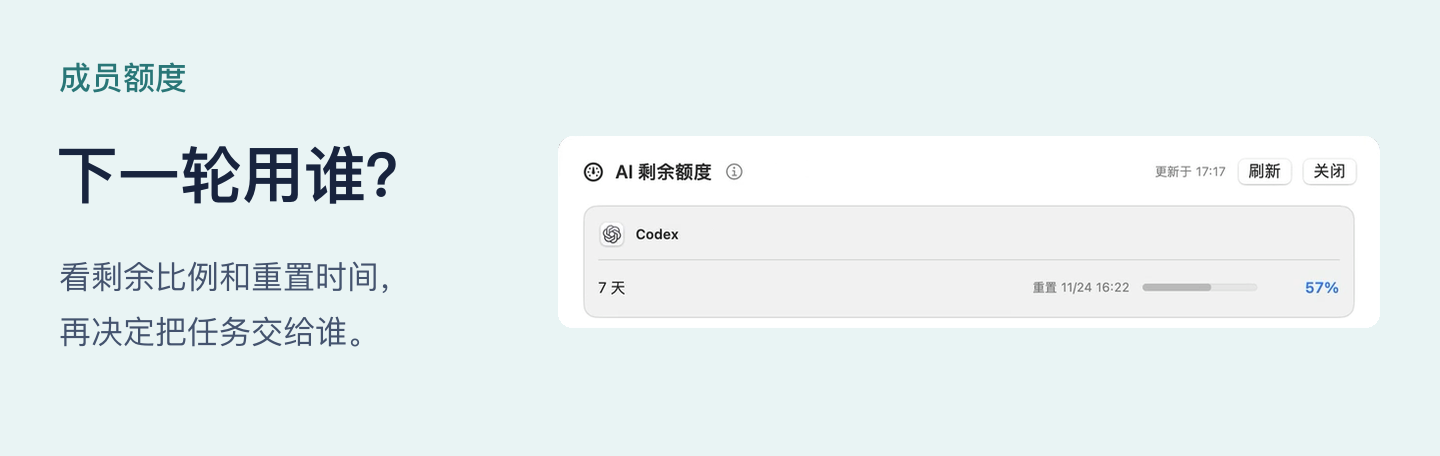 成员额度
下一轮用谁?
看剩余比例和重置时间,
再决定把任务交给谁。
AI 剩余额度
更新于 17:17
刷新
关闭
Codex
7 天
重置 11/24 16:22
57%